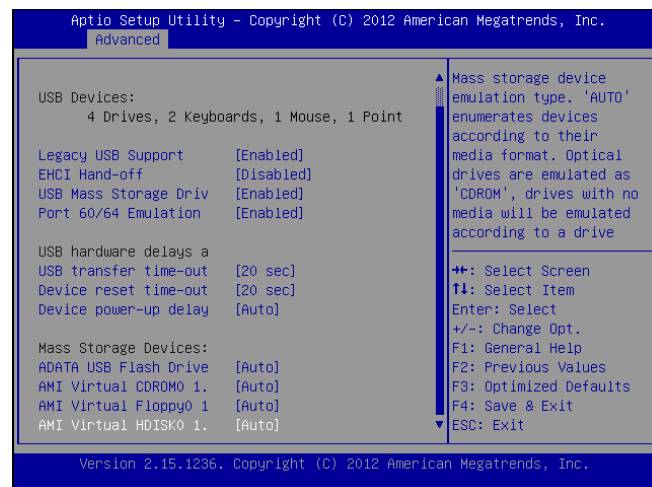 Aptio Setup Utility – Copyright (C) 2012 American Megatrends, Inc.
Advanced
USB Devices:
4 Drives, 2 Keyboards, 1 Mouse, 1 Point
Legacy USB Support [Enabled]
EHCI Hand-off [Disabled]
USB Mass Storage Driv [Enabled]
Port 60/64 Emulation [Enabled]
USB hardware delays a
USB transfer time-out [20 sec]
Device reset time-out [20 sec]
Device power-up delay [Auto]
Mass Storage Devices:
ADATA USB Flash Drive [Auto]
AMI Virtual CDROM0 1. [Auto]
AMI Virtual Floppy0 1 [Auto]
AMI Virtual HDISK0 1. [Auto]
Mass storage device
emulation type. 'AUTO'
enumerates devices
according to their
media format. Optical
drives are emulated as
'CDROM', drives with no
media will be emulated
according to a drive
→←: Select Screen
↑↓: Select Item
Enter: Select
+/-: Change Opt.
F1: General Help
F2: Previous Values
F3: Optimized Defaults
F4: Save & Exit
ESC: Exit
Version 2.15.1236. Copyright (C) 2012 American Megatrends, Inc.